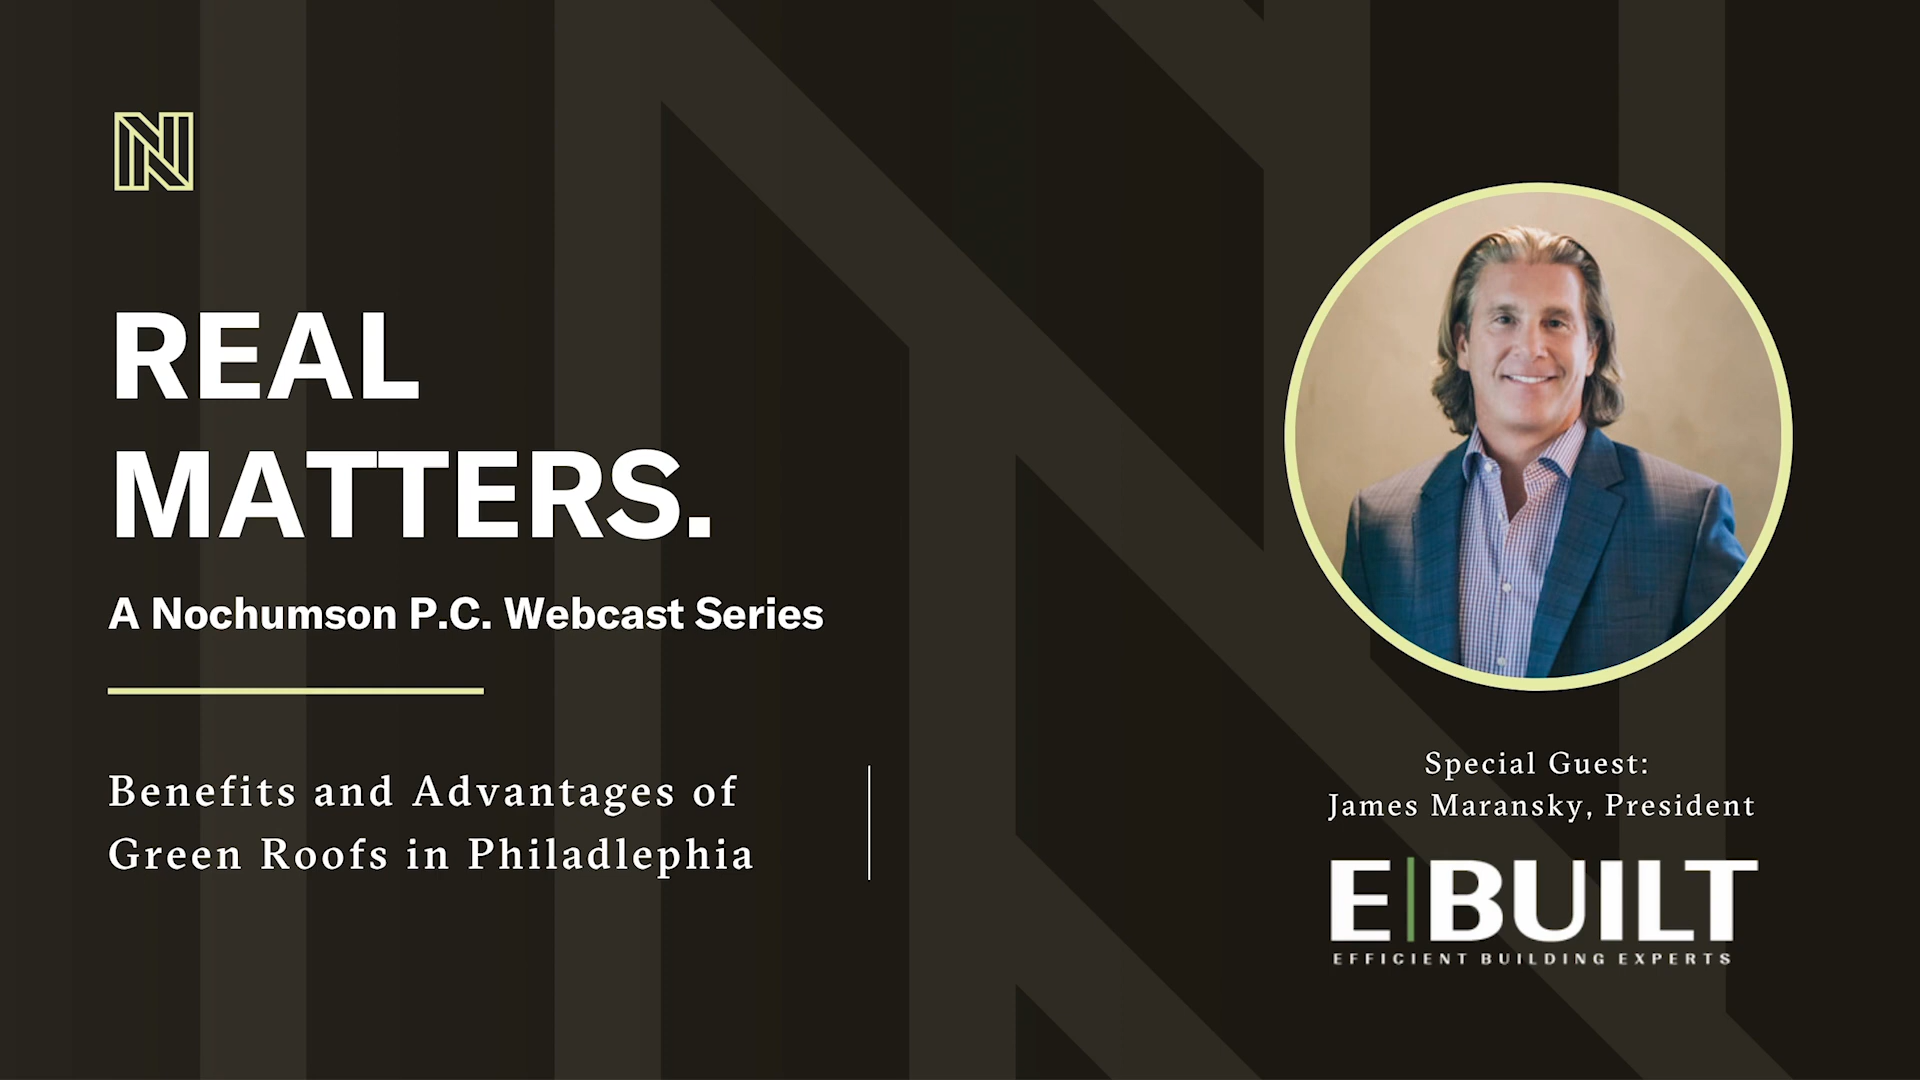 REAL
MATTERS.
A Nochumson P.C. Webcast Series
Benefits and Advantages of
Green Roofs in Philadlephia
Special Guest:
James Maransky, President
E|BUILT
EFFICIENT BUILDING EXPERTS